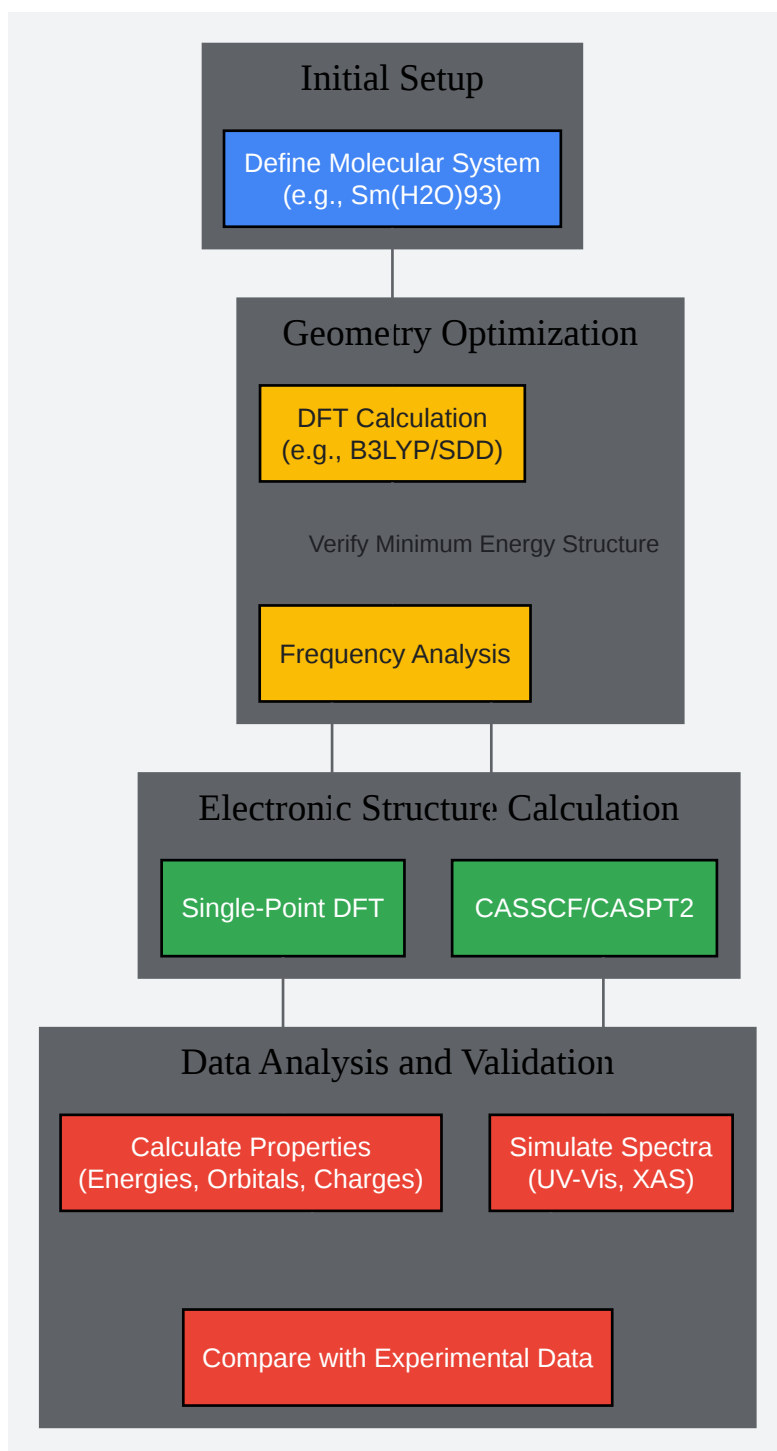 Initial Setup
Define Molecular System
(e.g., Sm(H2O)93)
Geometry Optimization
DFT Calculation
(e.g., B3LYP/SDD)
Verify Minimum Energy Structure
Frequency Analysis
Electronic Structure Calculation
Single-Point DFT
CASSCF/CASPT2
Data Analysis and Validation
Calculate Properties
(Energies, Orbitals, Charges)
Simulate Spectra
(UV-Vis, XAS)
Compare with Experimental Data